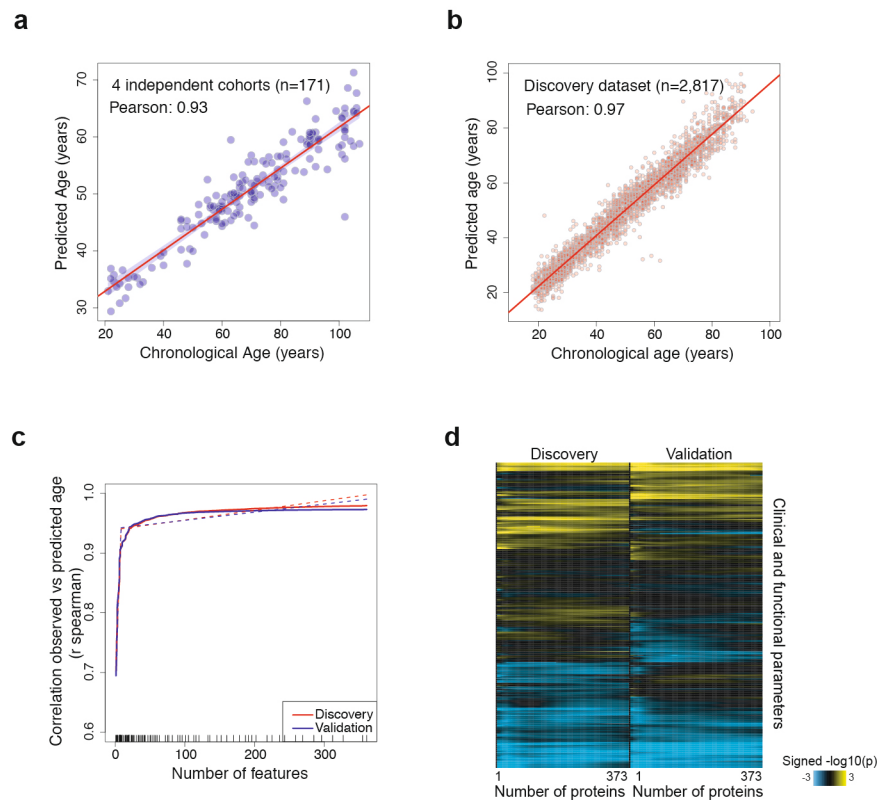 a
4 independent cohorts (n=171)
Pearson: 0.93
Predicted Age (years)
70
60
50
40
30
20
40
60
80
100
Chronological Age (years)
b
Discovery dataset (n=2,817)
Pearson: 0.97
Predicted age (years)
100
80
60
40
20
20
40
60
80
100
Chronological age (years)
c
Correlation observed vs predicted age
(r spearman)
1.0
0.9
0.8
0.7
0.6
Discovery
Validation
0
100
200
300
Number of features
d
Discovery
Validation
Clinical and functional parameters
1
373
1
373
Number of proteins
Number of proteins
Signed -log10(p)
-3
3